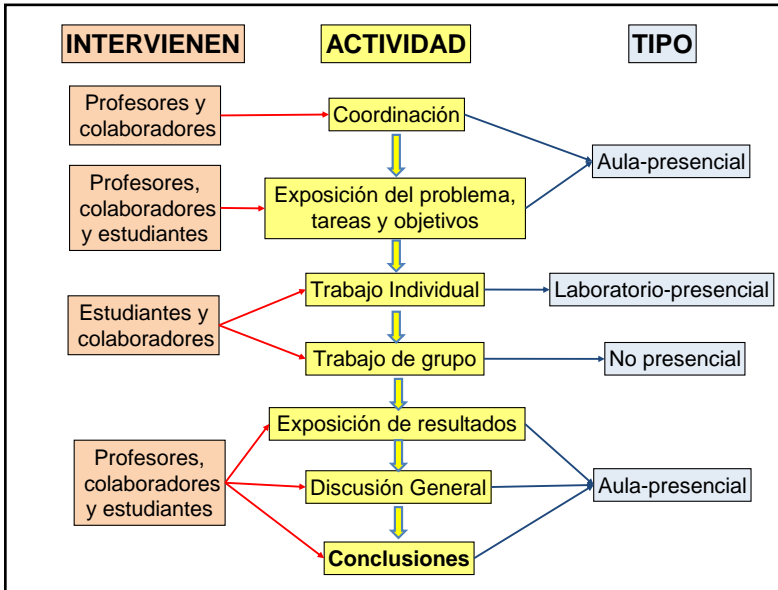 INTERVIENEN
ACTIVIDAD
TIPO
Profesores y
colaboradores
Coordinación
Aula-presencial
Profesores,
colaboradores
y estudiantes
Exposición del problema,
tareas y objetivos
Estudiantes y
colaboradores
Trabajo Individual
Laboratorio-presencial
Trabajo de grupo
No presencial
Profesores,
colaboradores
y estudiantes
Exposición de resultados
Discusión General
Aula-presencial
Conclusiones